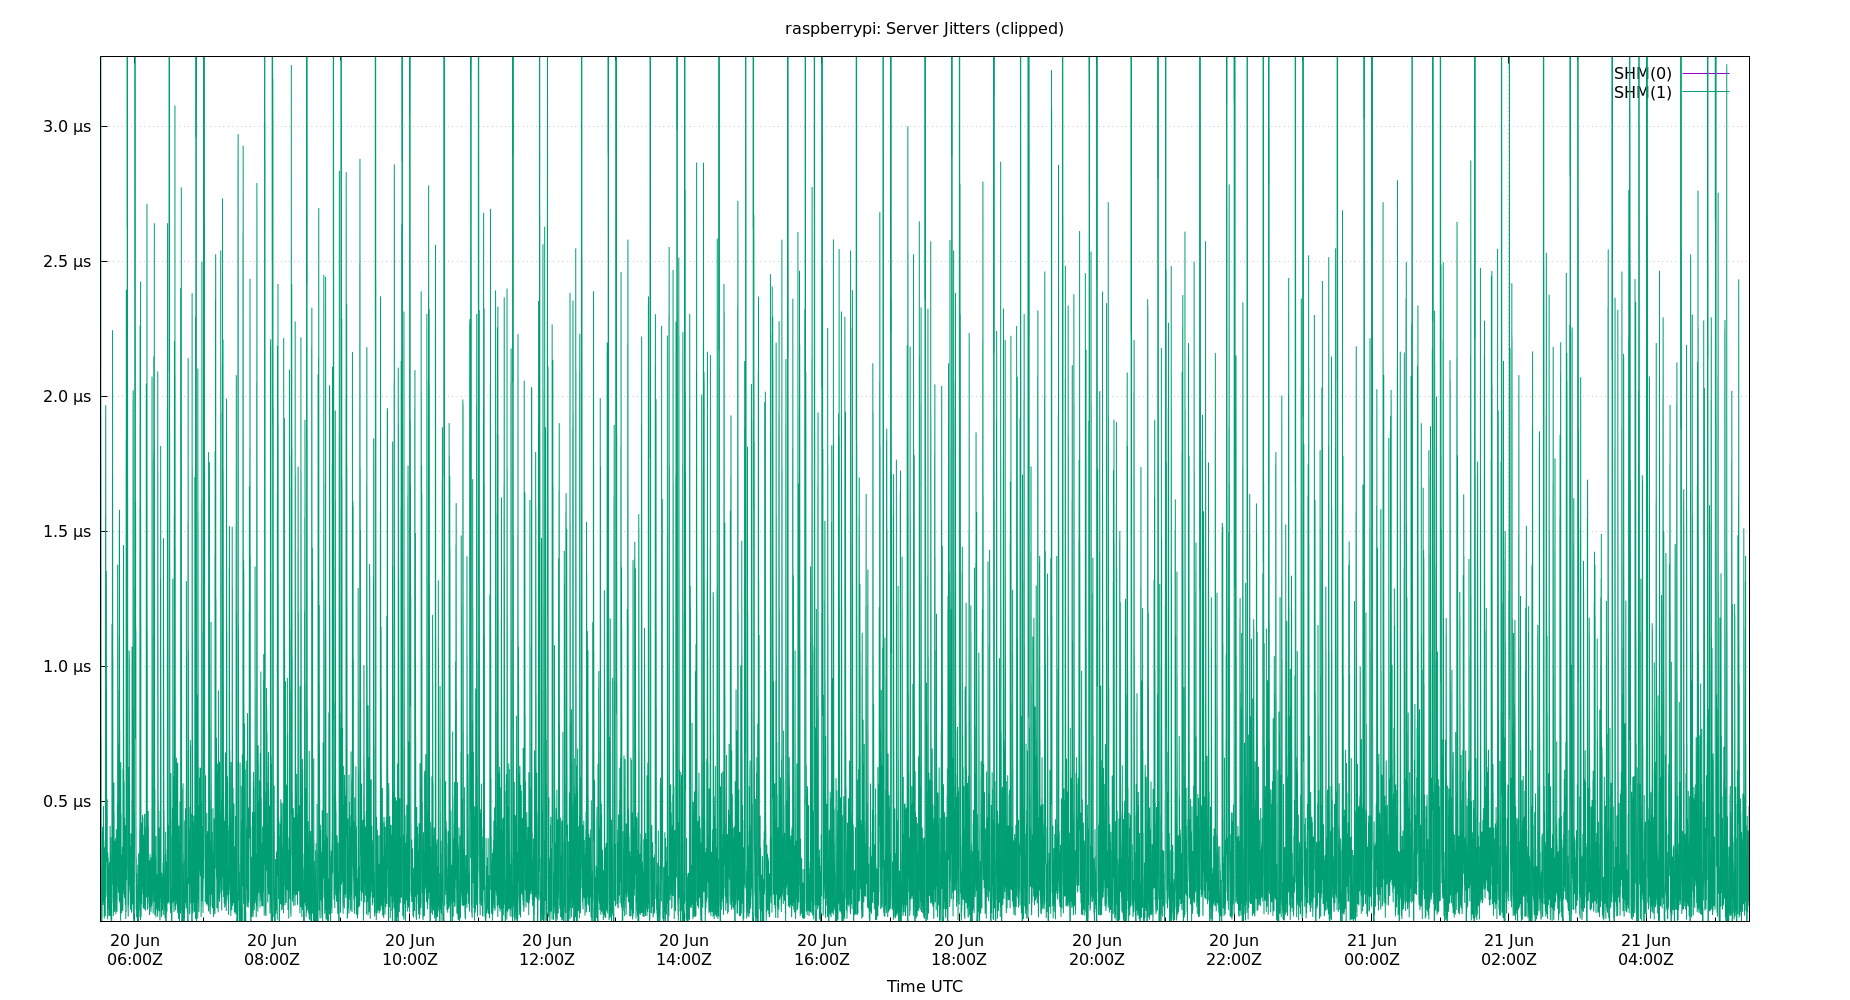 raspberrypi: Server Jitters (clipped)
SHM(0)
SHM(1)
3.0 µs
2.5 µs
2.0 µs
1.5 µs
1.0 µs
0.5 µs
20 Jun 20 Jun 20 Jun 20 Jun 20 Jun 20 Jun 20 Jun 20 Jun 20 Jun 21 Jun 21 Jun 21 Jun
06:00Z 08:00Z 10:00Z 12:00Z 14:00Z 16:00Z 18:00Z 20:00Z 22:00Z 00:00Z 02:00Z 04:00Z
Time UTC